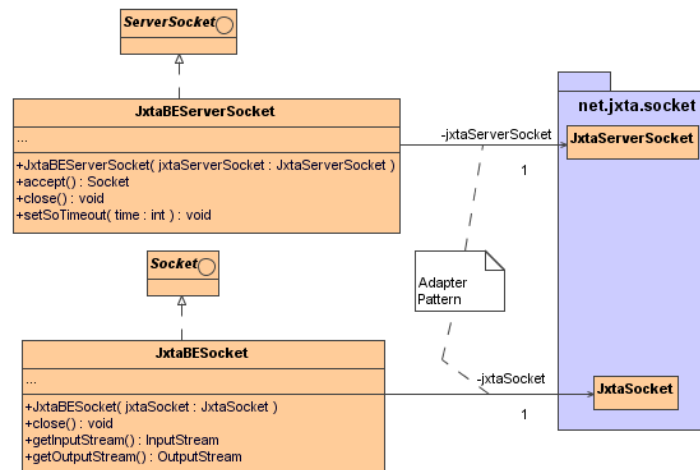 ServerSocket
JxtaBEServerSocket
...
+JxtaBEServerSocket( jxtaServerSocket : JxtaServerSocket )
+accept() : Socket
+close() : void
+setSoTimeout( time : int ) : void
-jxtaServerSocket
1
net.jxta.socket
JxtaServerSocket
Socket
Adapter
Pattern
JxtaBESocket
...
+JxtaBESocket( jxtaSocket : JxtaSocket )
+close() : void
+getInputStream() : InputStream
+getOutputStream() : OutputStream
-jxtaSocket
1
JxtaSocket